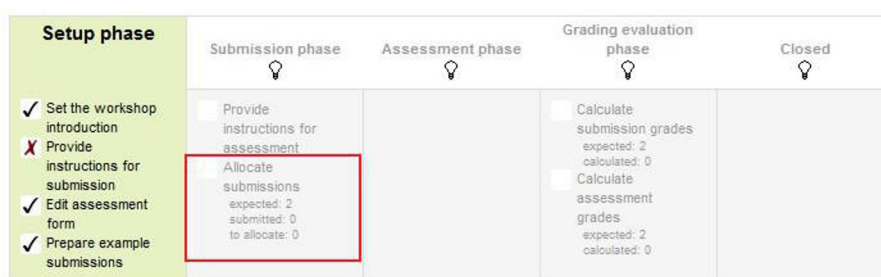 Setup phase
Submission phase
Assessment phase
Grading evaluation
phase
Closed
Set the workshop
introduction
Provide
instructions for
submission
Edit assessment
form
Prepare example
submissions
Provide
instructions for
assessment
Allocate
submissions
expected: 2
submitted: 0
to allocate: 0
Calculate
submission grades
expected: 2
calculated: 0
Calculate
assessment
grades
expected: 2
calculated: 0